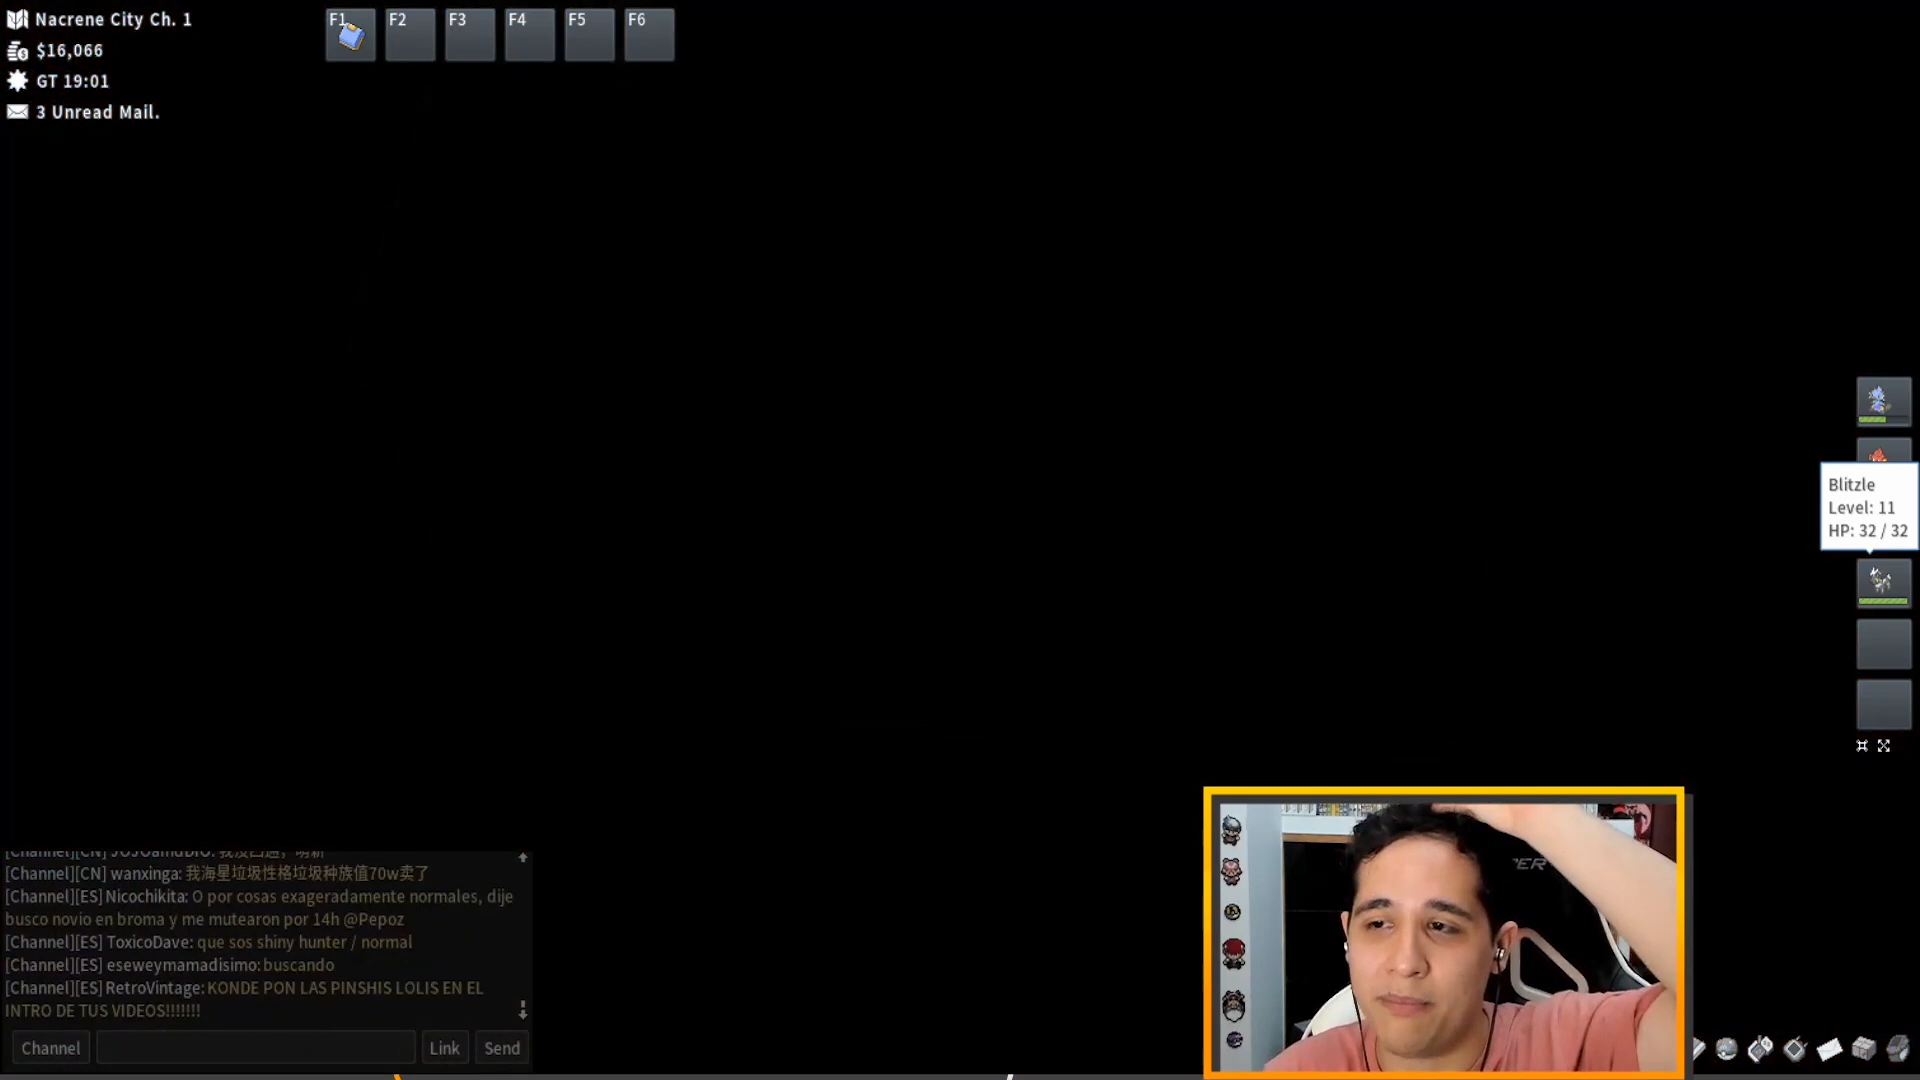 Nacrene City Ch. 1
$16,066
GT 19:01
3 Unread Mail.
F1
F2
F3
F4
F5
F6
Blitzle
Level: 11
HP: 32 / 32
[Channel][CN] wanxinga: 我海星垃圾性格垃圾种族值70w卖了
[Channel][ES] Nicochikita: O por cosas exageradamente normales, dije
busco novio en broma y me mutearon por 14h @Pepoz
[Channel][ES] ToxicoDave: que sos shiny hunter / normal
[Channel][ES] eseweymamadisimo: buscando
[Channel][ES] RetroVintage: KONDE PON LAS PINSHIS LOLIS EN EL
INTRO DE TUS VIDEOS!!!!!!!
Channel
Link
Send